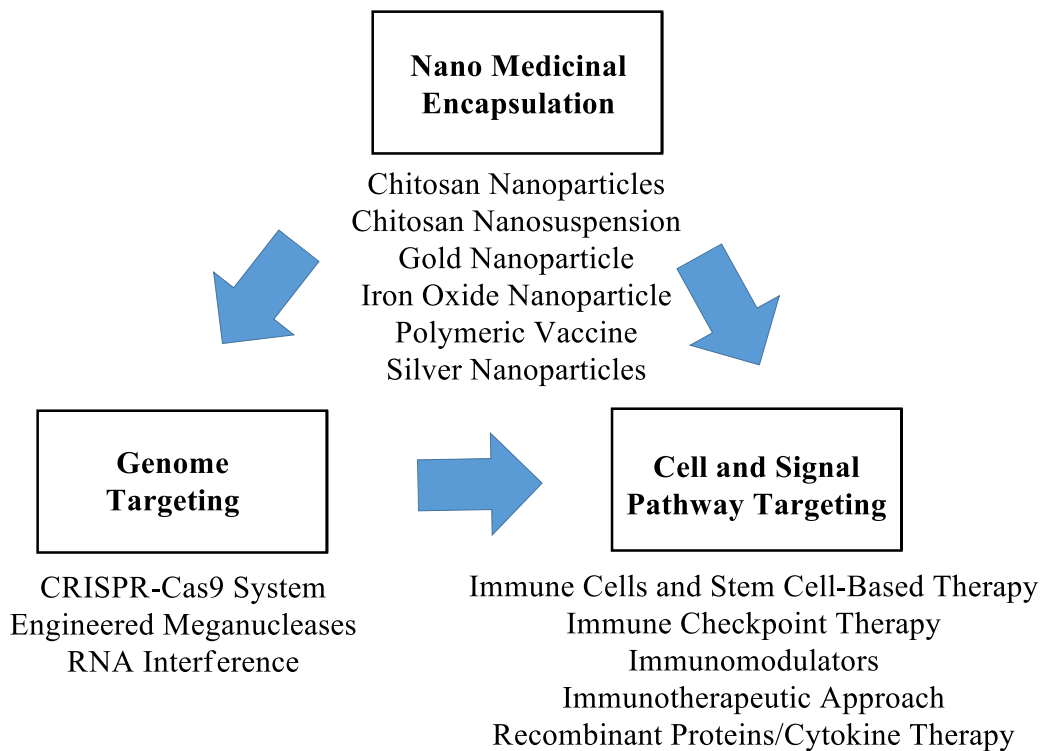 Nano Medicinal
Encapsulation
Chitosan Nanoparticles
Chitosan Nanosuspension
Gold Nanoparticle
Iron Oxide Nanoparticle
Polymeric Vaccine
Silver Nanoparticles
Genome
Targeting
CRISPR-Cas9 System
Engineered Meganucleases
RNA Interference
Cell and Signal
Pathway Targeting
Immune Cells and Stem Cell-Based Therapy
Immune Checkpoint Therapy
Immunomodulators
Immunotherapeutic Approach
Recombinant Proteins/Cytokine Therapy